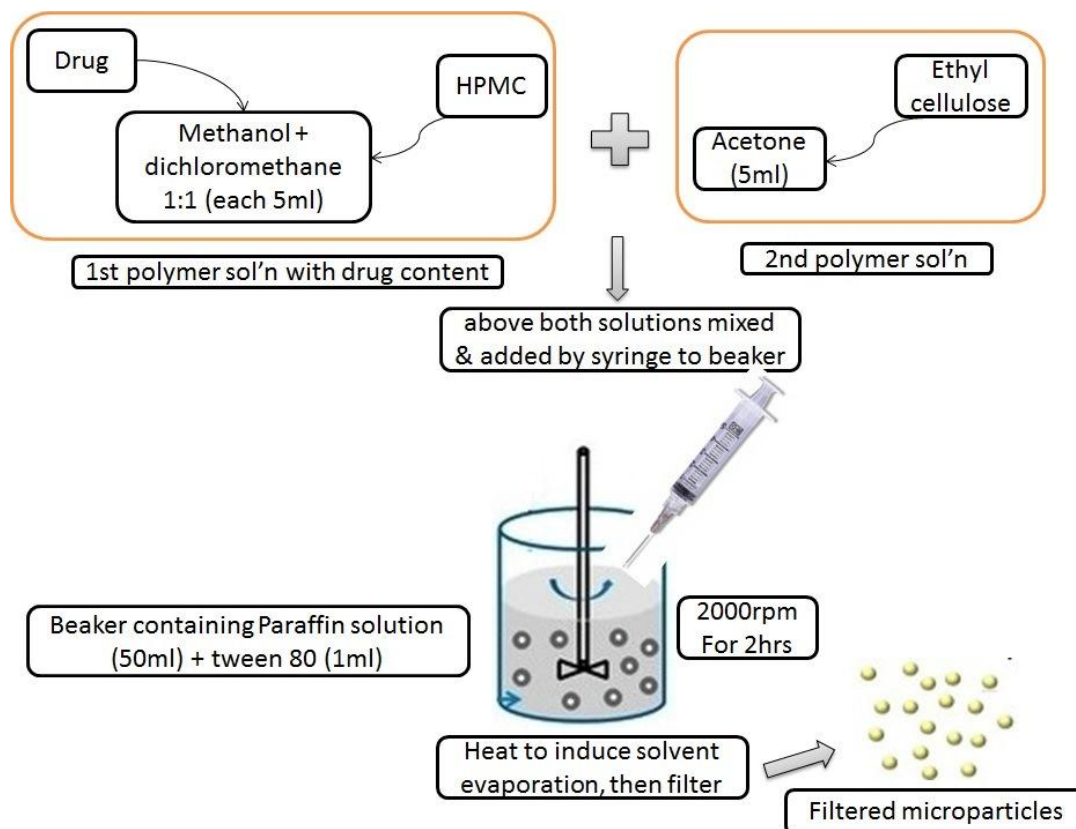 Drug
HPMC
Methanol +
dichloromethane
1:1 (each 5ml)
Ethyl
cellulose
Acetone
(5ml)
1st polymer sol'n with drug content
2nd polymer sol'n
above both solutions mixed
& added by syringe to beaker
Beaker containing Paraffin solution
(50ml) + tween 80 (1ml)
2000rpm
For 2hrs
Heat to induce solvent
evaporation, then filter
Filtered microparticles